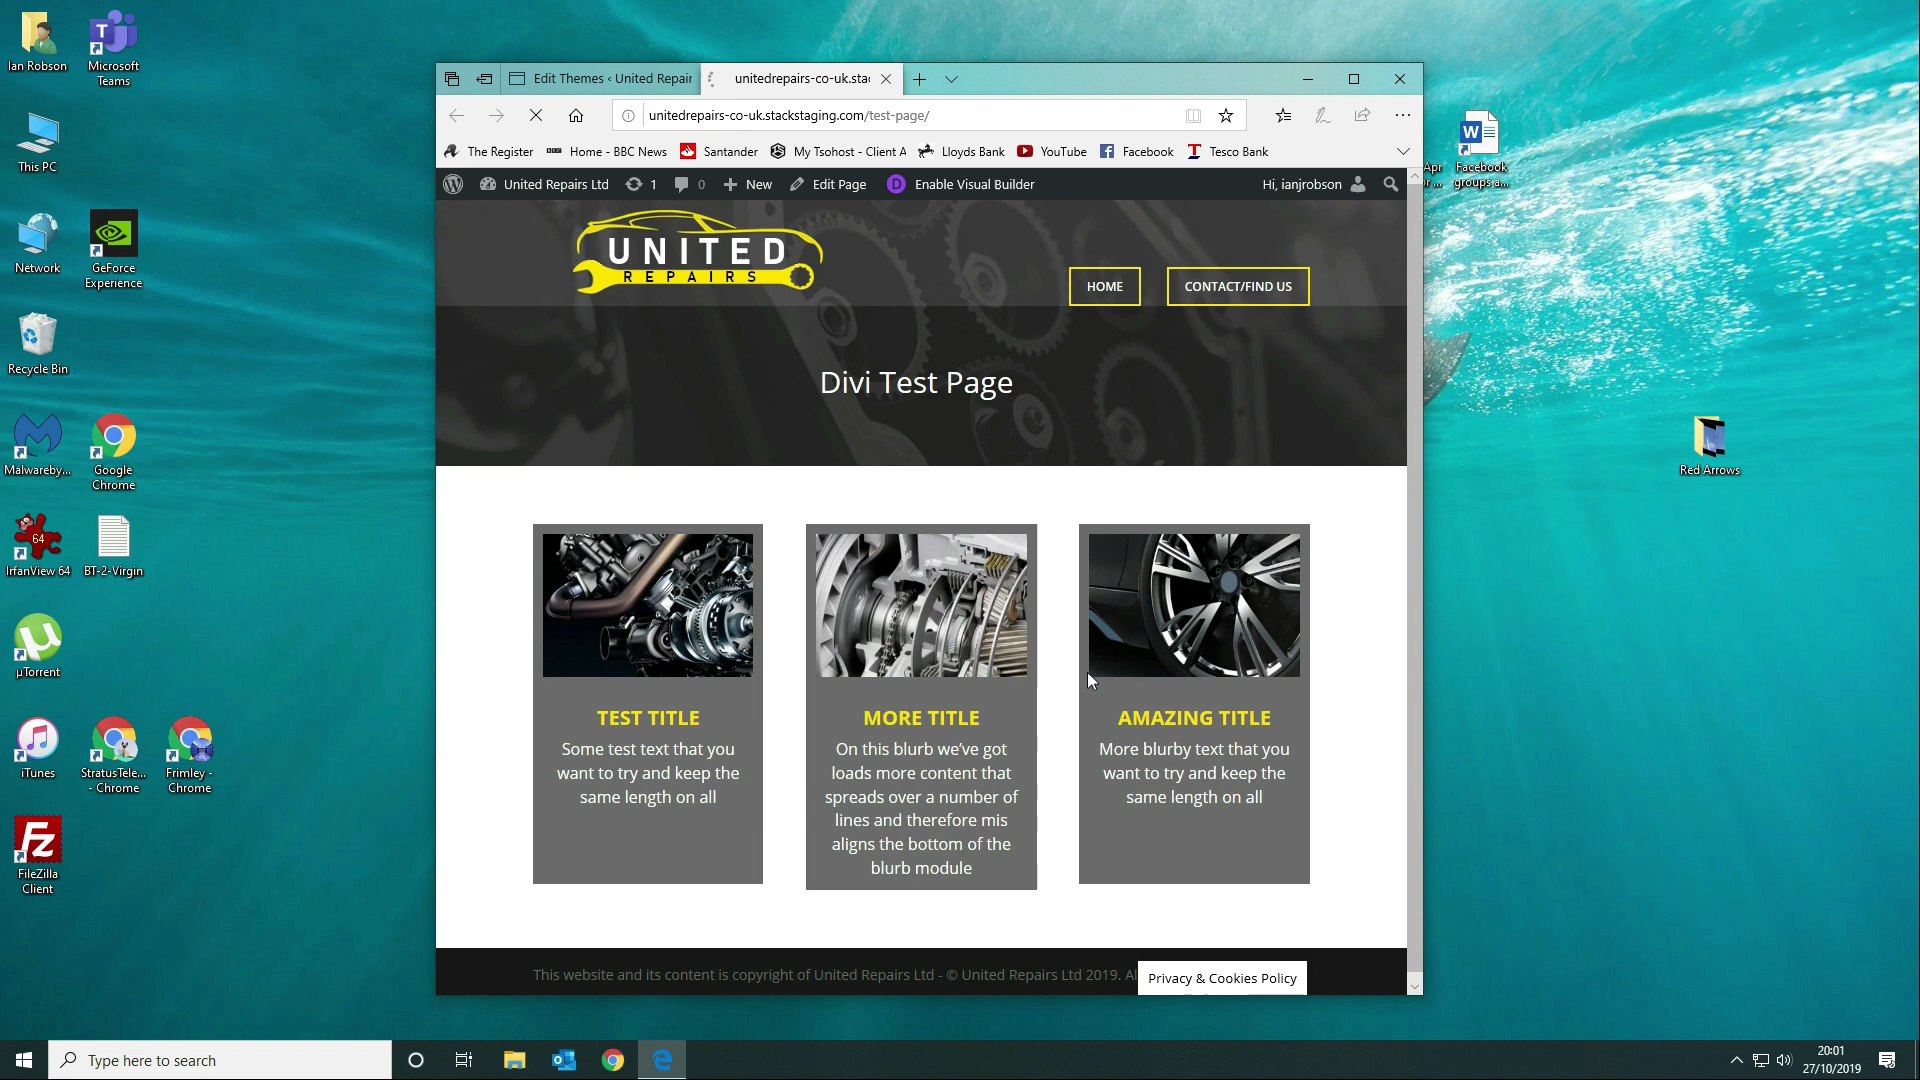 Ian Robson
Microsoft
Teams
This PC
Network
GeForce
Experience
Recycle Bin
Malwareby...
Google
Chrome
64
IrfanView 64
BT-2-Virgin
µTorrent
iTunes
StratusTele...
- Chrome
Frimley -
Chrome
FileZilla
Client
Edit Themes ‹ United Repair
unitedrepairs-co-uk.sta
unitedrepairs-co-uk.stackstaging.com/test-page/
The Register
Home - BBC News
Santander
My Tsohost - Client A
Lloyds Bank
YouTube
Facebook
Tesco Bank
United Repairs Ltd
1
0
New
Edit Page
D
Enable Visual Builder
Hi, ianjrobson
UNITED
REPAIRS
HOME
CONTACT/FIND US
Divi Test Page
TEST TITLE
Some test text that you
want to try and keep the
same length on all
MORE TITLE
On this blurb we’ve got
loads more content that
spreads over a number of
lines and therefore mis
aligns the bottom of the
blurb module
AMAZING TITLE
More blurby text that you
want to try and keep the
same length on all
This website and its content is copyright of United Repairs Ltd - © United Repairs Ltd 2019. Al
Privacy & Cookies Policy
Apr
Facebook
groups a...
Red Arrows
Type here to search
20:01
27/10/2019